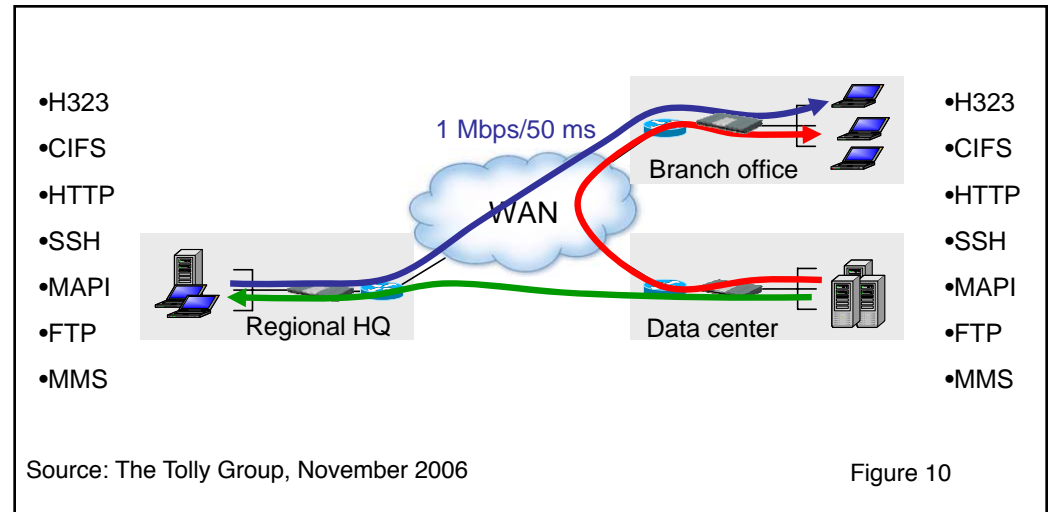 •H323
•CIFS
•HTTP
•SSH
•MAPI
•FTP
•MMS
1 Mbps/50 ms
WAN
Branch office
Regional HQ
Data center
•H323
•CIFS
•HTTP
•SSH
•MAPI
•FTP
•MMS
Source: The Tolly Group, November 2006
Figure 10